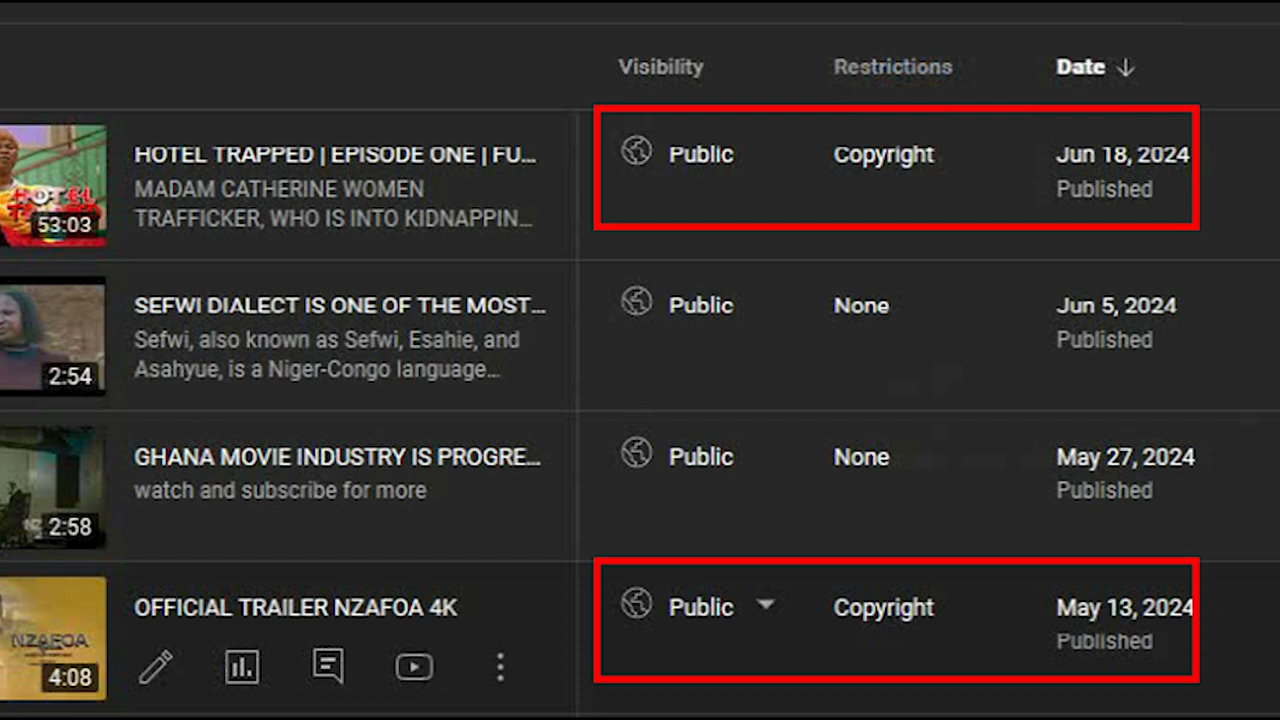 Visibility Restrictions Date
HOTEL TRAPPED | EPISODE ONE | FU...
MADAM CATHERINE WOMEN
TRAFFICKER, WHO IS INTO KIDNAPPIN...
HOTEL
53:03
Public Copyright Jun 18, 2024
Published
SEFWI DIALECT IS ONE OF THE MOST...
Sefwi, also known as Sefwi, Esahie, and
Asahyue, is a Niger-Congo language...
2:54
Public None Jun 5, 2024
Published
GHANA MOVIE INDUSTRY IS PROGRE...
watch and subscribe for more
2:58
Public None May 27, 2024
Published
OFFICIAL TRAILER NZAFOA 4K
NZAFOA
4:08
Public Copyright May 13, 2024
Published